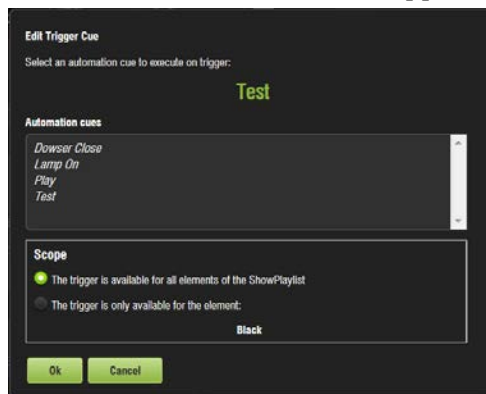 Edit Trigger Cue
Select an automation cue to execute on trigger:
Test
Automation cues
Dowser Close
Lamp On
Play
Test
Scope
The trigger is available for all elements of the ShowPlaylist
The trigger is only available for the element:
Black
Ok Cancel